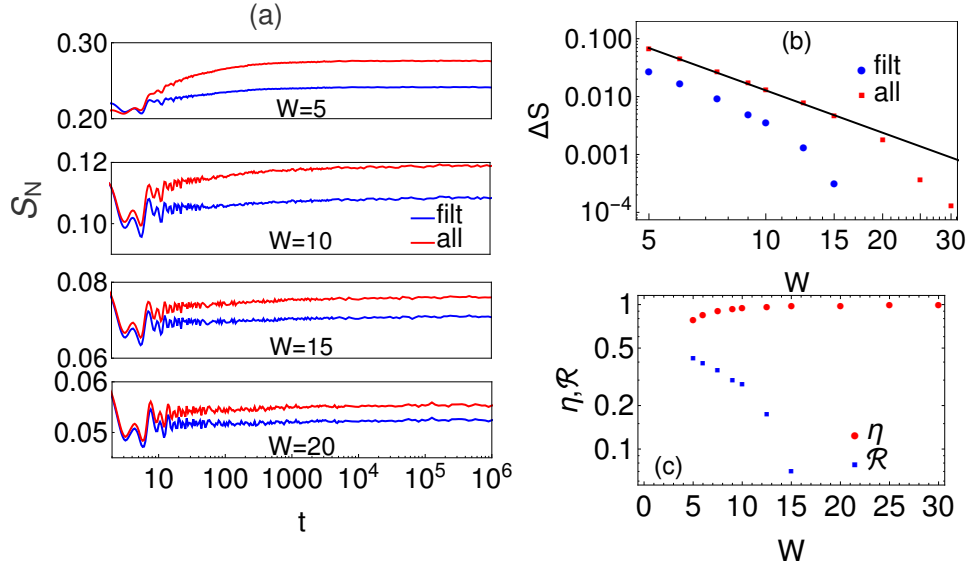 (a)
0.30
0.20
W=5
0.12
0.10
W=10
filt
all
S_N
0.08
0.06
W=15
0.06
0.05
W=20
10
100
1000
10^4
10^5
10^6
t
(b)
0.100
0.010
0.001
10^-4
ΔS
filt
all
5
10
15
20
30
W
1
0.5
0.2
0.1
η,ℛ
(c)
η
ℛ
0
5
10
15
20
25
30
W